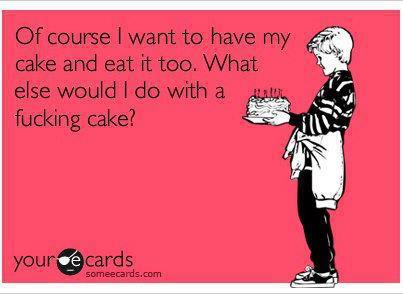 Of course I want to have my
cake and eat it too. What
else would I do with a
fucking cake?
your e cards
someecards.com